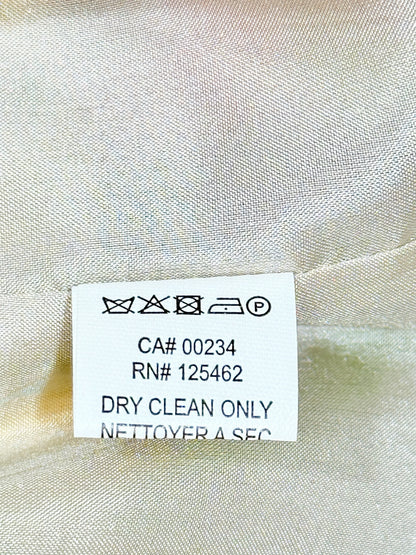 Ⓟ
CA# 00234
RN# 125462
DRY CLEAN ONLY
NETTOYER A SEC